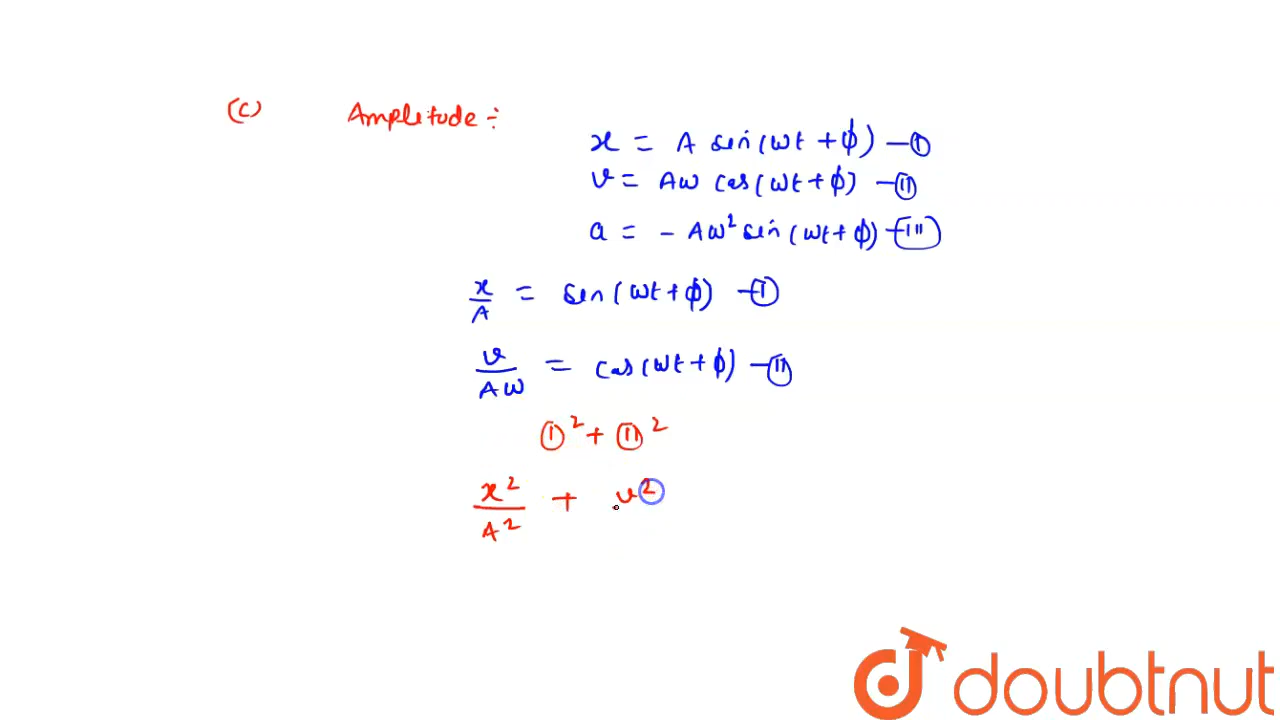 (C) Amplitude ÷
x = A sin(ωt + ϕ) — (I)
v = Aω cos(ωt + ϕ) — (II)
a = - Aω² sin(ωt + ϕ) — (III)
x/A = sin(ωt + ϕ) — (I)
v/Aω = cos(ωt + ϕ) — (II)
(I)² + (II)²
x²/A² + v²
doubtnut